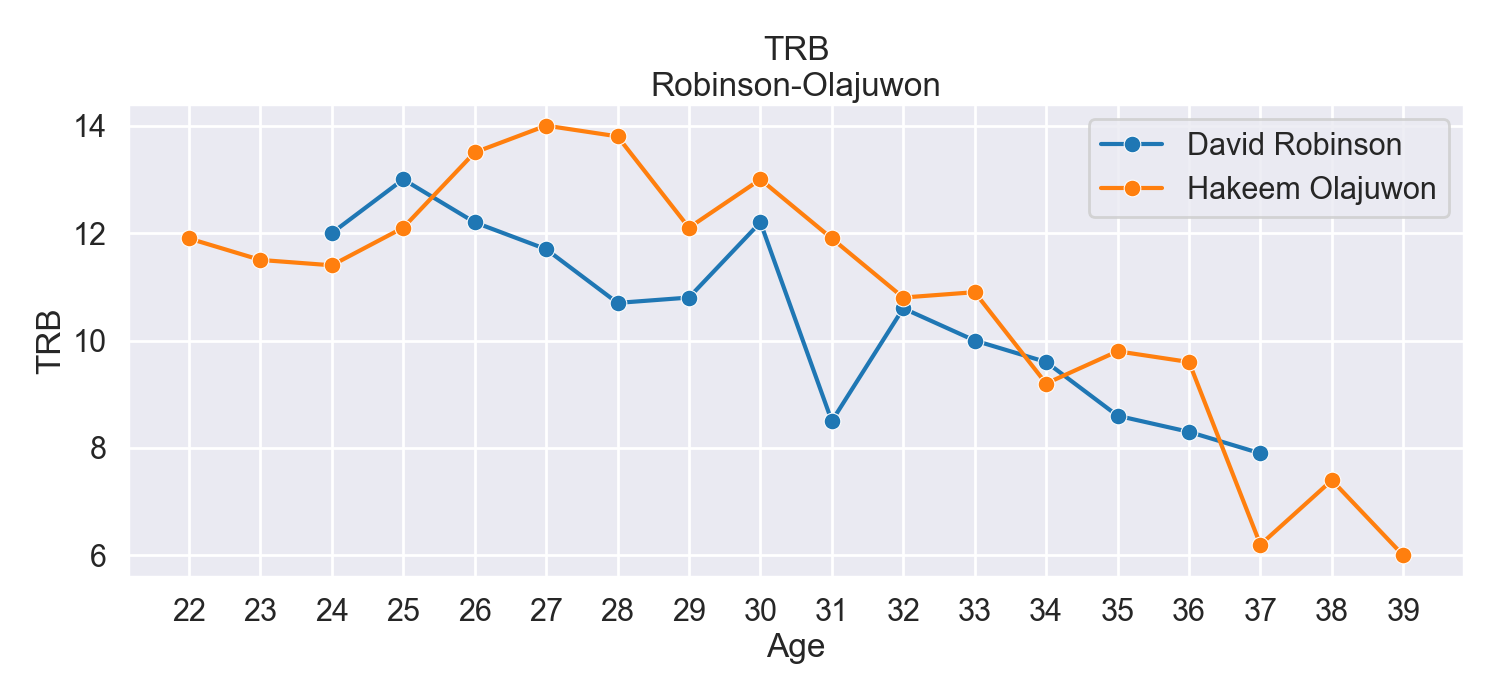 TRB
Robinson-Olajuwon
David Robinson
Hakeem Olajuwon
TRB
14
12
10
8
6
22 23 24 25 26 27 28 29 30 31 32 33 34 35 36 37 38 39
Age